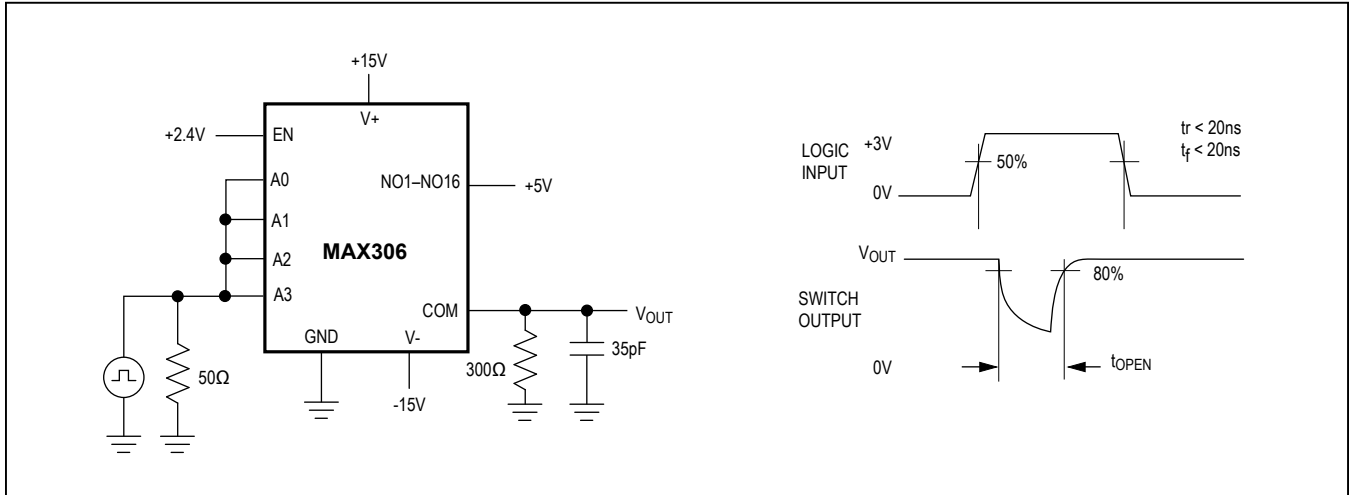 +15V
V+
+2.4V
EN
A0
NO1–NO16
+5V
A1
A2
MAX306
A3
COM
VOUT
GND
V-
50Ω
-15V
300Ω
35pF
LOGIC
INPUT
+3V
0V
50%
tr < 20ns
tf < 20ns
VOUT
SWITCH
OUTPUT
80%
0V
tOPEN